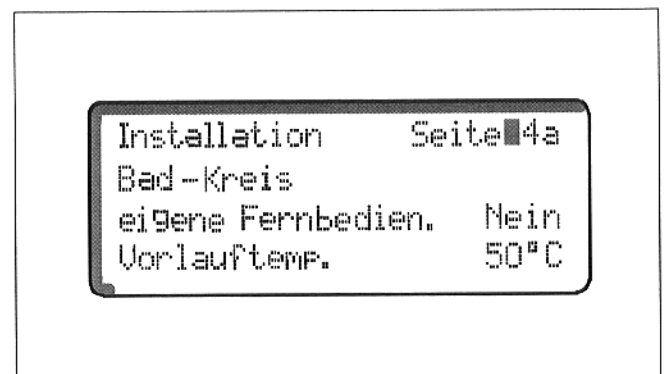 Installation Seite 4a
Bad-Kreis
eigene Fernbedien. Nein
Vorlauftemp. 50°C